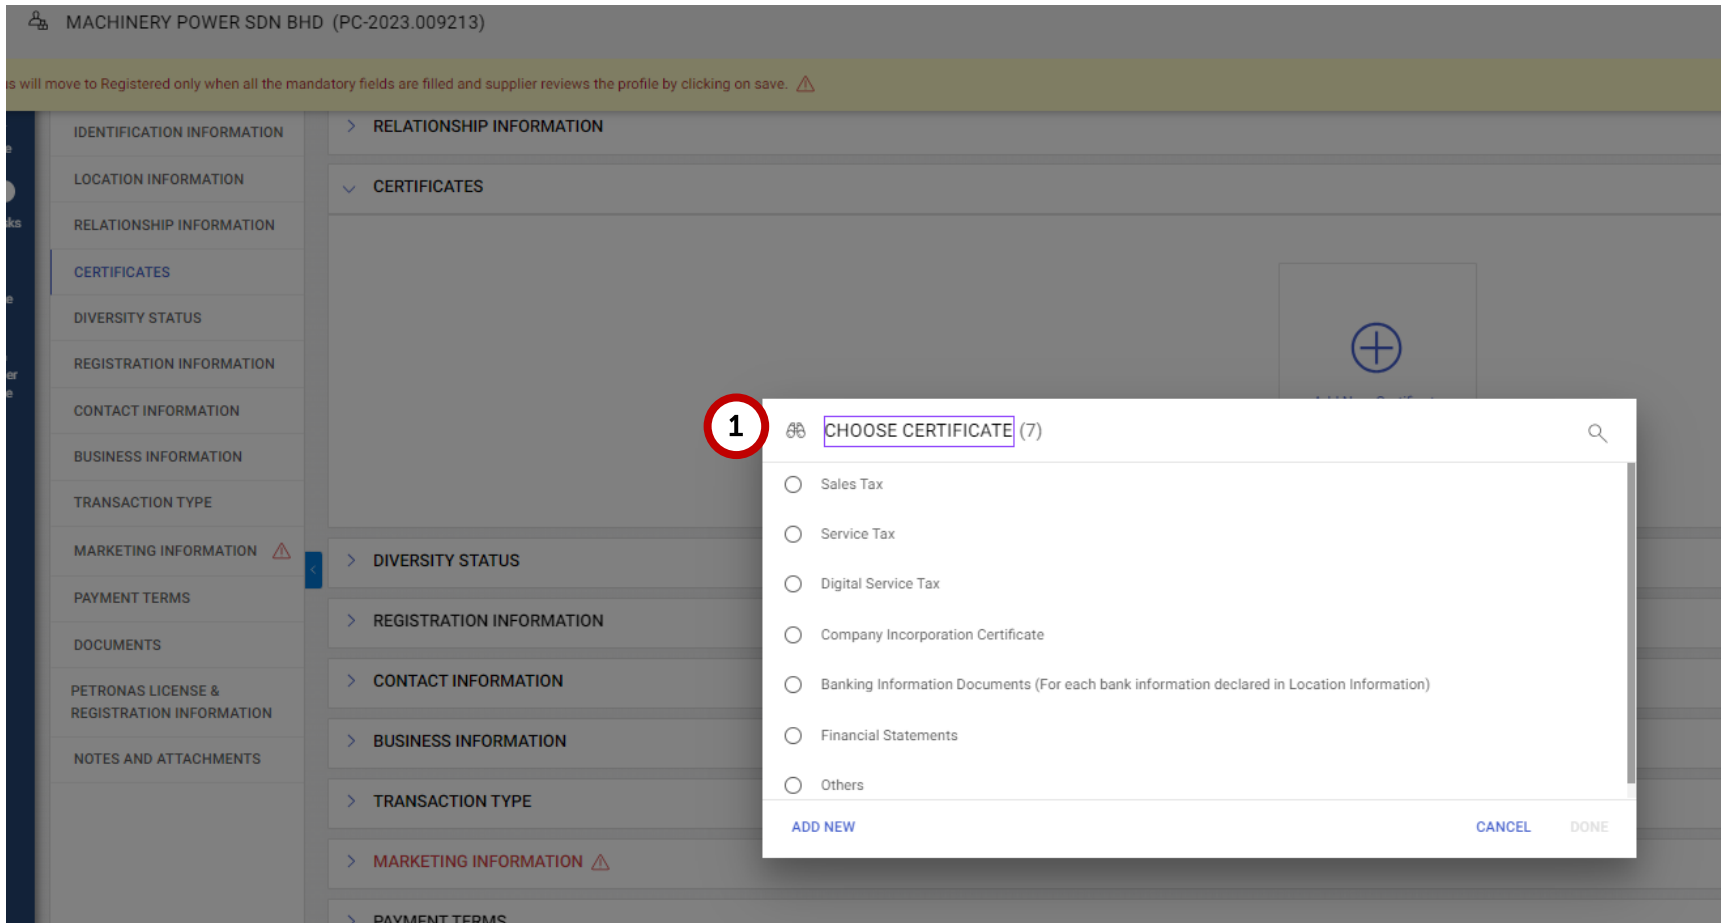 MACHINERY POWER SDN BHD (PC-2023.009213)
s will move to Registered only when all the mandatory fields are filled and supplier reviews the profile by clicking on save.
IDENTIFICATION INFORMATION
LOCATION INFORMATION
RELATIONSHIP INFORMATION
CERTIFICATES
DIVERSITY STATUS
REGISTRATION INFORMATION
CONTACT INFORMATION
BUSINESS INFORMATION
TRANSACTION TYPE
MARKETING INFORMATION
PAYMENT TERMS
DOCUMENTS
PETRONAS LICENSE &
REGISTRATION INFORMATION
NOTES AND ATTACHMENTS
RELATIONSHIP INFORMATION
CERTIFICATES
DIVERSITY STATUS
REGISTRATION INFORMATION
CONTACT INFORMATION
BUSINESS INFORMATION
TRANSACTION TYPE
MARKETING INFORMATION
PAYMENT TERMS
1
CHOOSE CERTIFICATE (7)
Sales Tax
Service Tax
Digital Service Tax
Company Incorporation Certificate
Banking Information Documents (For each bank information declared in Location Information)
Financial Statements
Others
ADD NEW
CANCEL
DONE